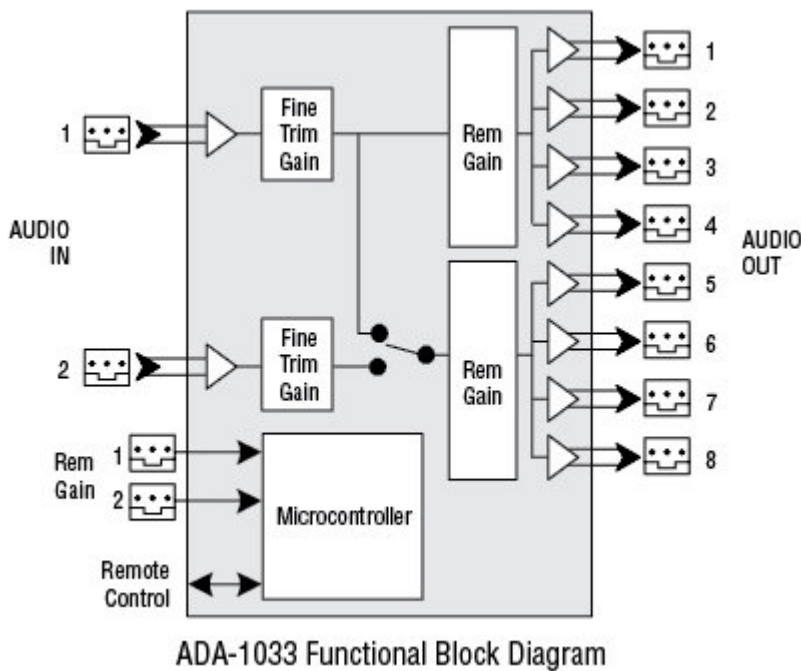 1
AUDIO
IN
2
Fine
Trim
Gain
Fine
Trim
Gain
Rem
Gain
Rem
Gain
1
2
3
4
AUDIO
OUT
5
6
7
8
Rem
Gain
1
2
Microcontroller
Remote
Control
ADA-1033 Functional Block Diagram